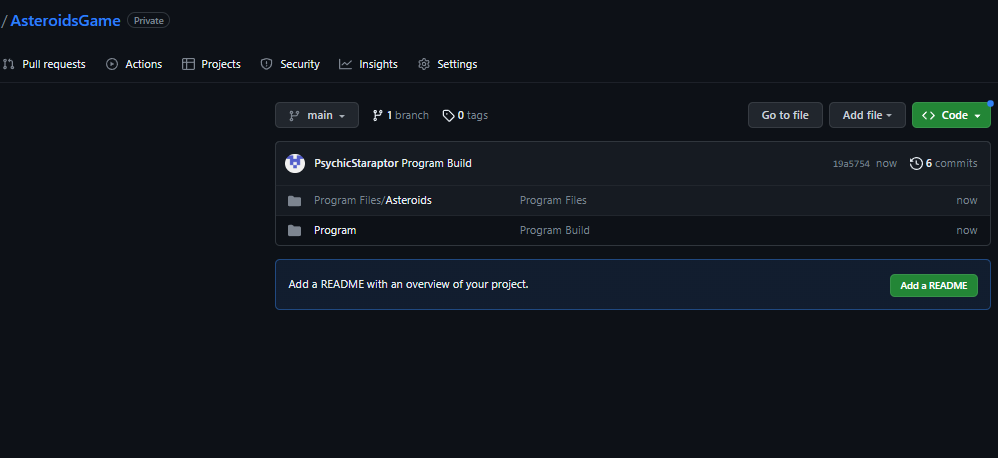 / AsteroidsGame Private
Pull requests Actions Projects Security Insights Settings
main 1 branch 0 tags Go to file Add file Code
PsychicStaraptor Program Build 19a5754 now 6 commits
Program Files/Asteroids Program Files now
Program Program Build now
Add a README with an overview of your project. Add a README